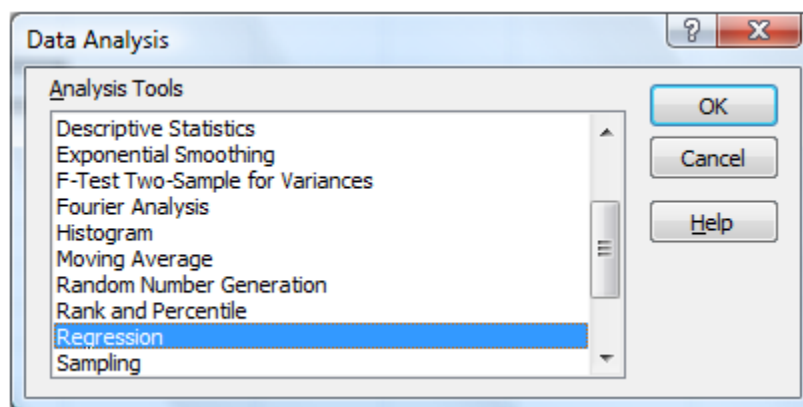 Data Analysis
Analysis Tools
Descriptive Statistics
Exponential Smoothing
F-Test Two-Sample for Variances
Fourier Analysis
Histogram
Moving Average
Random Number Generation
Rank and Percentile
Regression
Sampling
OK
Cancel
Help